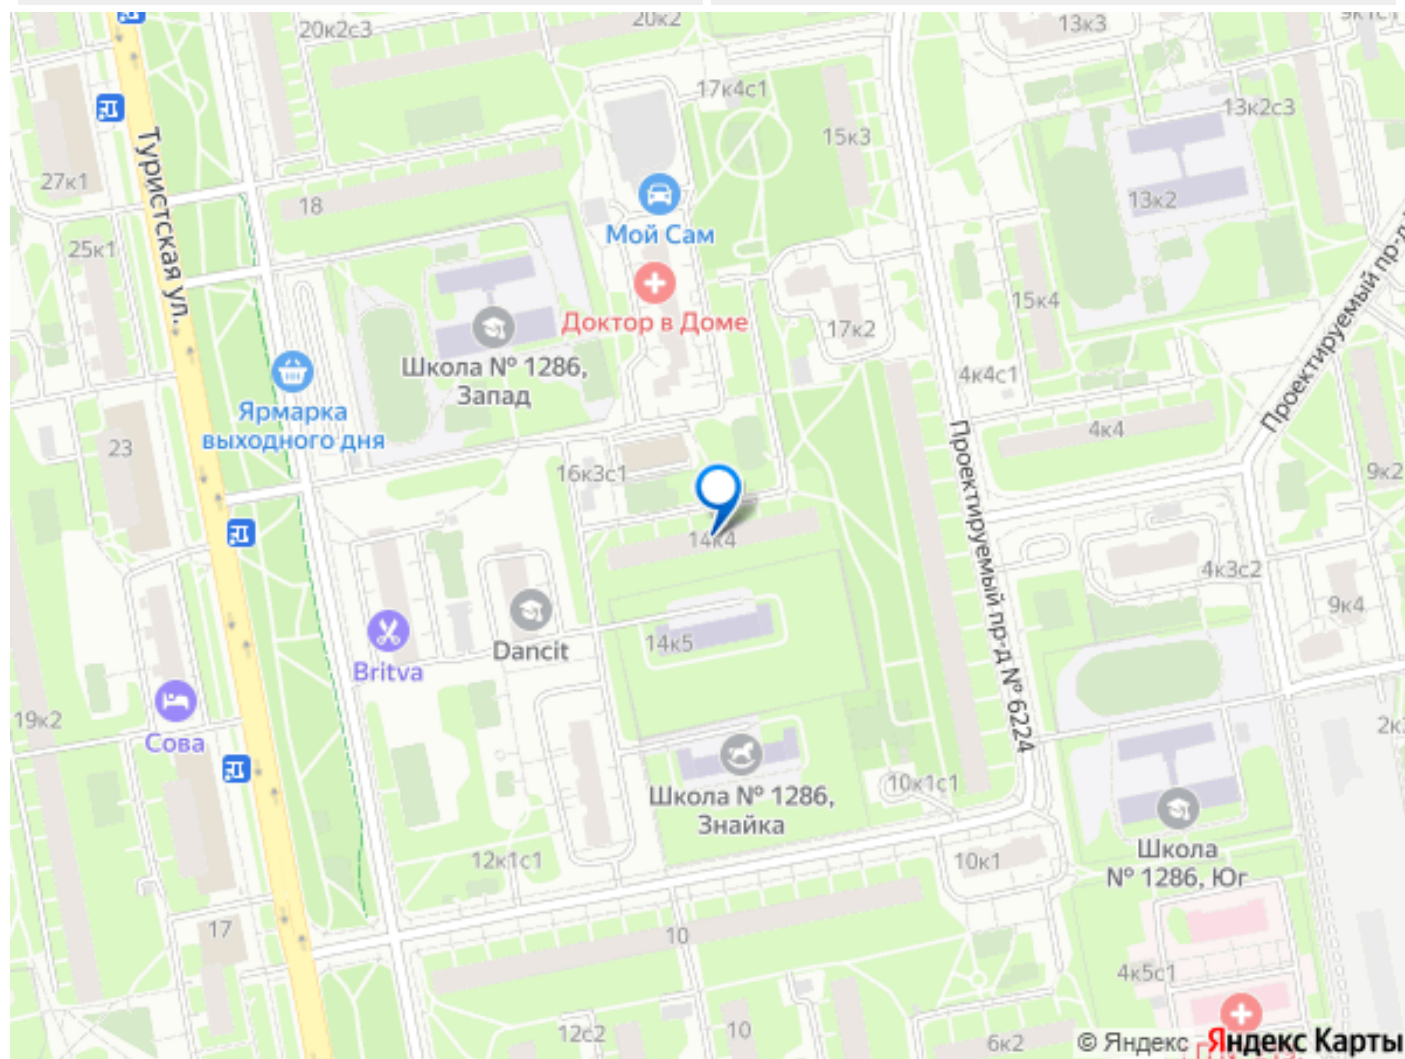 20к2с3
20к2
13к3
17к4с1
13к2с3
15к3
27к1
Туристская ул.
18
Мой Сам
13к2
25к1
Доктор в Доме
17к2
15к4
Школа № 1286,
Запад
4к4с1
Проектируемый пр-д
Ярмарка
выходного дня
23
4к4
16к3с1
9к2
Проектируемый пр-д № 6224
14к4
4к3с2
9к4
14к5
Dancit
Britva
19к2
Сова
10к1с1
Школа № 1286,
Знайка
12к1с1
10к1
Школа
№ 1286, Юг
17
10
4к5с1
12с2
10
6к2
© Яндекс Яндекс Карты